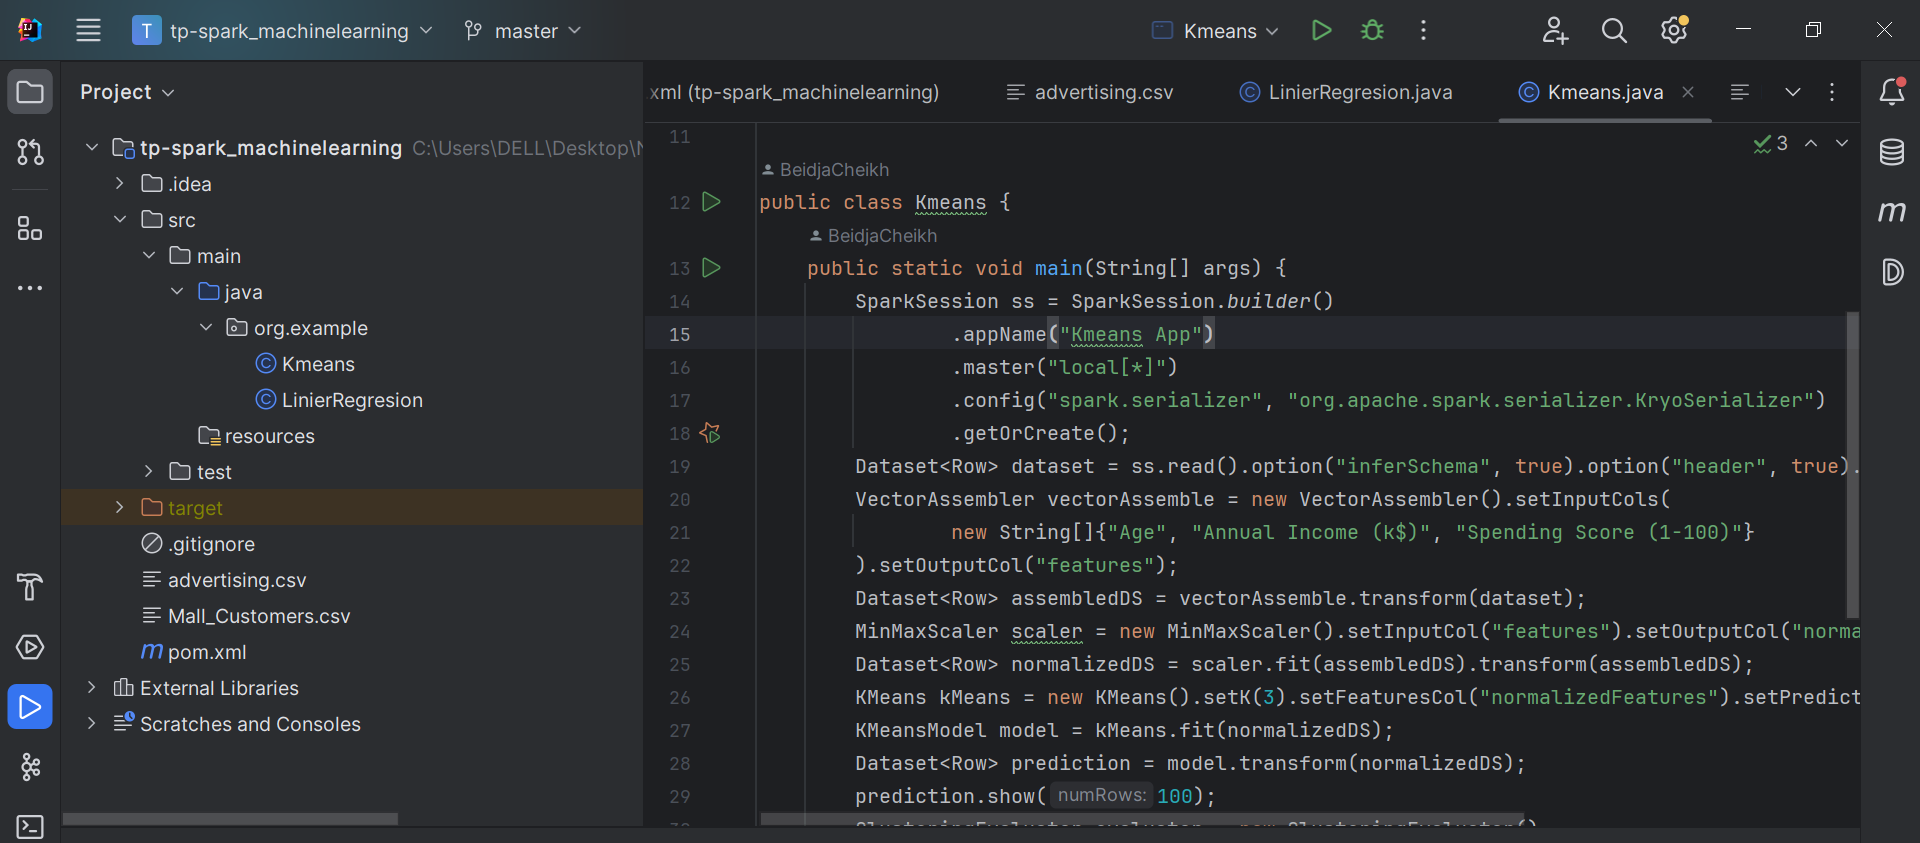 T tp-spark_machinelearning master Kmeans
Project
xml (tp-spark_machinelearning) advertising.csv LinierRegresion.java Kmeans.java
tp-spark_machinelearning C:\Users\DELL\Desktop\
.idea
src
main
java
org.example
Kmeans
LinierRegresion
resources
test
target
.gitignore
advertising.csv
Mall_Customers.csv
m pom.xml
External Libraries
Scratches and Consoles
3
11
BeidjaCheikh
12 public class Kmeans {
BeidjaCheikh
13 public static void main(String[] args) {
14 SparkSession ss = SparkSession.builder()
15 .appName("Kmeans App")
16 .master("local[*]")
17 .config("spark.serializer", "org.apache.spark.serializer.KryoSerializer")
18 .getOrCreate();
19 Dataset<Row> dataset = ss.read().option("inferSchema", true).option("header", true).
20 VectorAssembler vectorAssemble = new VectorAssembler().setInputCols(
21 new String[]{"Age", "Annual Income (k$)", "Spending Score (1-100)"}
22 ).setOutputCol("features");
23 Dataset<Row> assembledDS = vectorAssemble.transform(dataset);
24 MinMaxScaler scaler = new MinMaxScaler().setInputCol("features").setOutputCol("norma
25 Dataset<Row> normalizedDS = scaler.fit(assembledDS).transform(assembledDS);
26 KMeans kMeans = new KMeans().setK(3).setFeaturesCol("normalizedFeatures").setPredict
27 KMeansModel model = kMeans.fit(normalizedDS);
28 Dataset<Row> prediction = model.transform(normalizedDS);
29 prediction.show( numRows: 100);
m
D